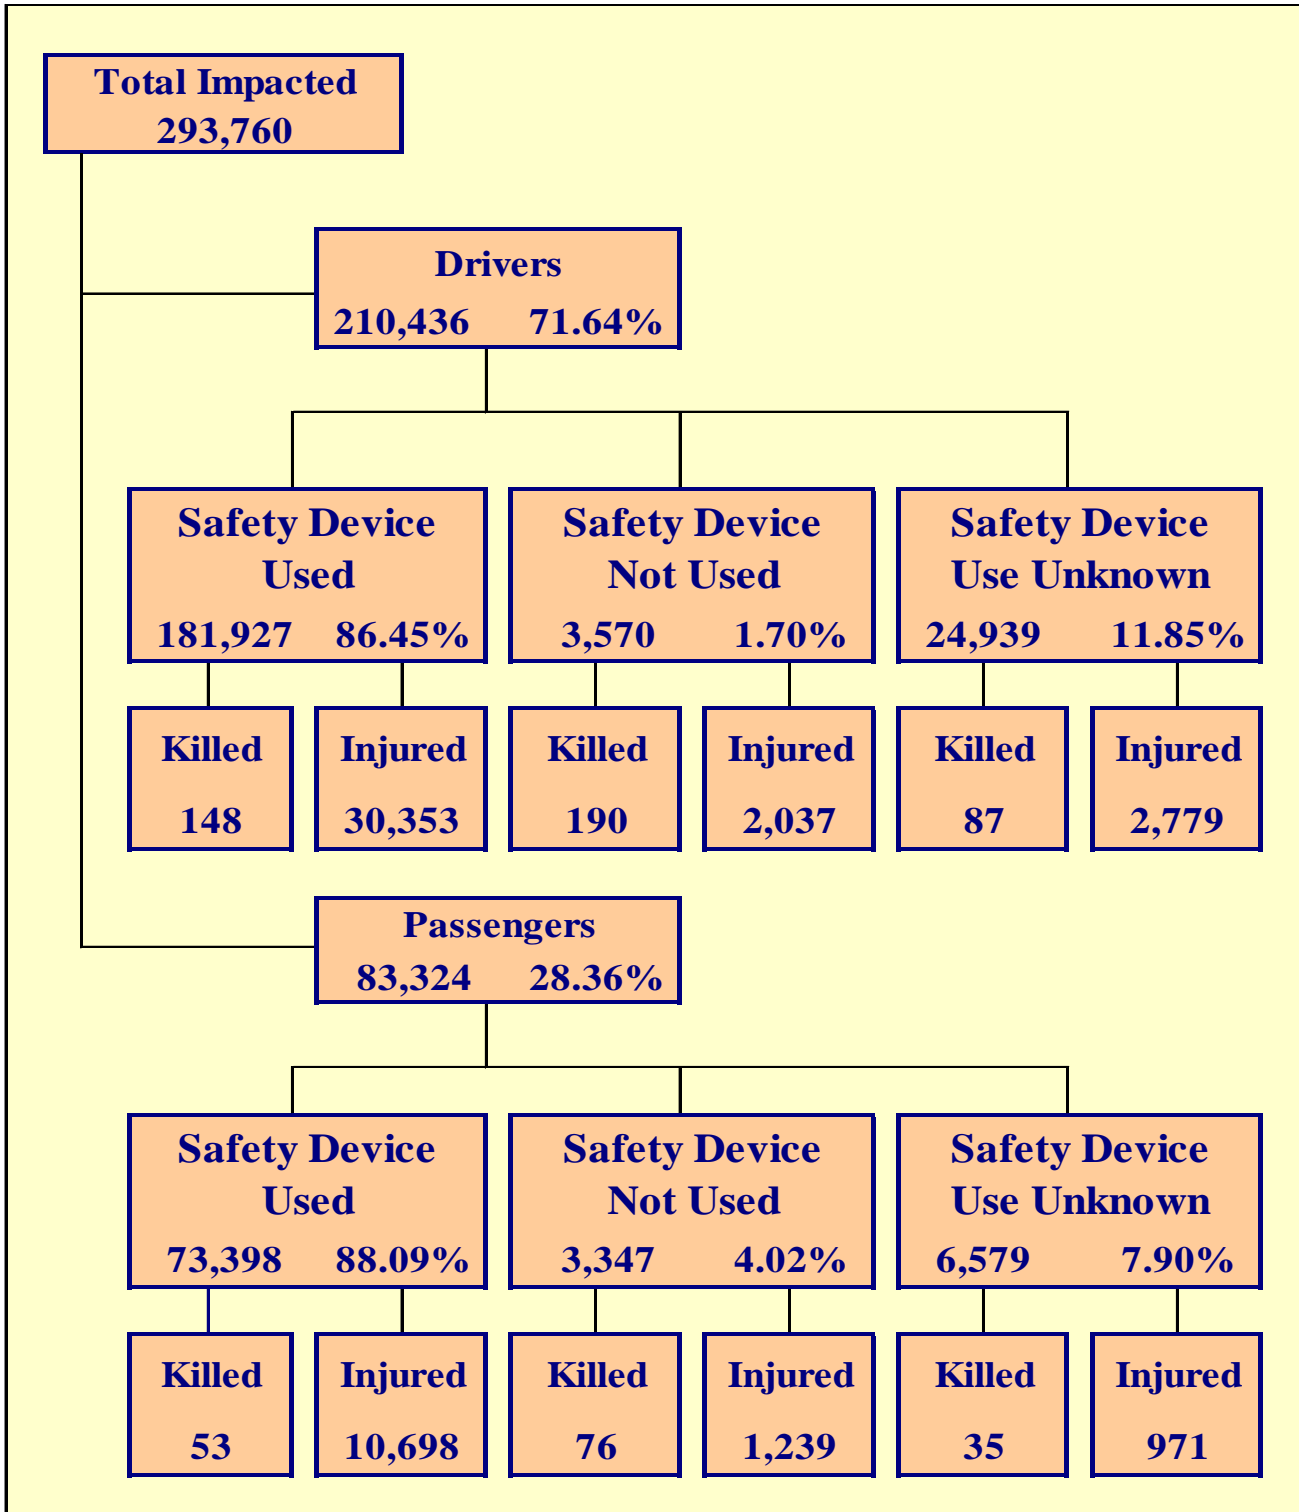 Total Impacted
293,760
Drivers
210,436 71.64%
Safety Device
Used
181,927 86.45%
Safety Device
Not Used
3,570 1.70%
Safety Device
Use Unknown
24,939 11.85%
Killed
148
Injured
30,353
Killed
190
Injured
2,037
Killed
87
Injured
2,779
Passengers
83,324 28.36%
Safety Device
Used
73,398 88.09%
Safety Device
Not Used
3,347 4.02%
Safety Device
Use Unknown
6,579 7.90%
Killed
53
Injured
10,698
Killed
76
Injured
1,239
Killed
35
Injured
971